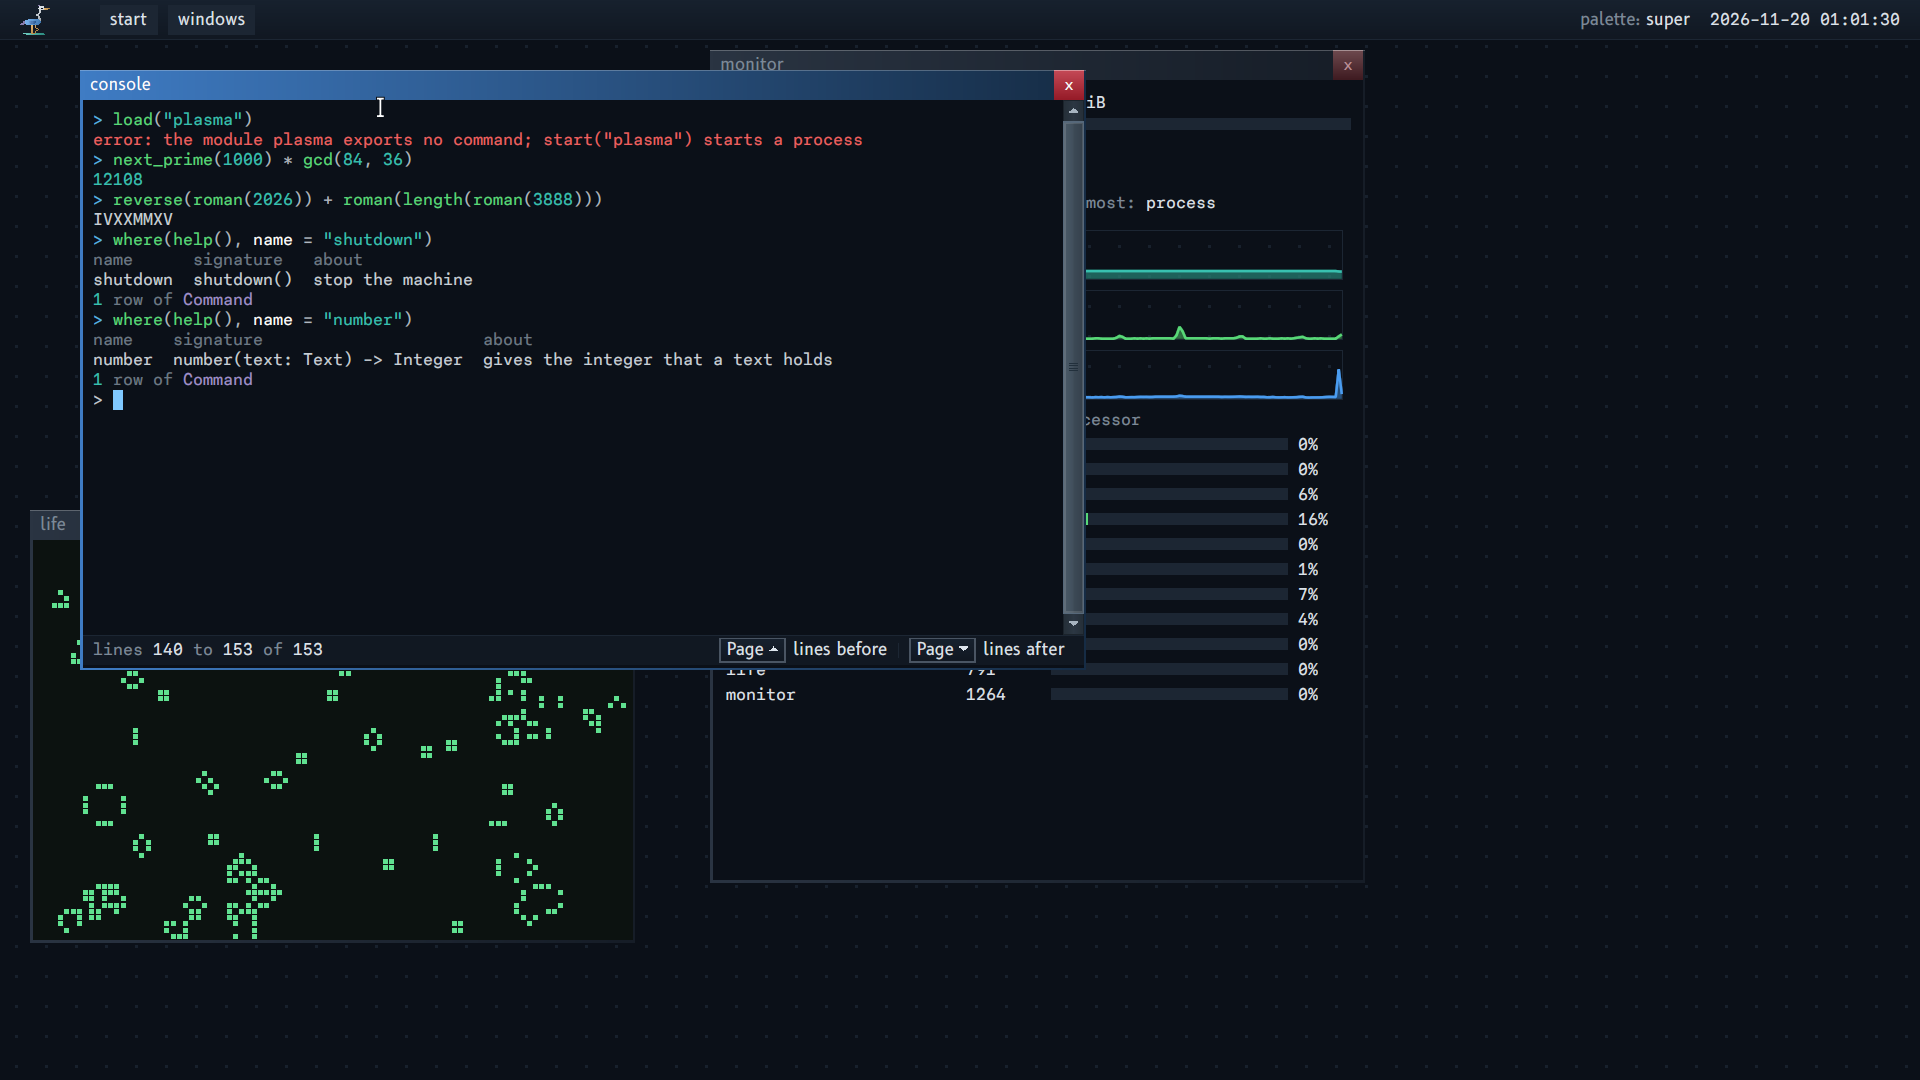 start windows palette: super 2026-11-20 01:01:30
monitor x
console x
iB
> load("plasma")
error: the module plasma exports no command; start("plasma") starts a process
> next_prime(1000) * gcd(84, 36)
12108
> reverse(roman(2026)) + roman(length(roman(3888)))
IVXXMMXV
> where(help(), name = "shutdown")
name signature about
shutdown shutdown() stop the machine
1 row of Command
> where(help(), name = "number")
name signature about
number number(text: Text) -> Integer gives the integer that a text holds
1 row of Command
>
lines 140 to 153 of 153 Page lines before Page lines after
most: process
cessor
0%
0%
6%
16%
0%
1%
7%
4%
0%
life 791 0%
monitor 1264 0%
life